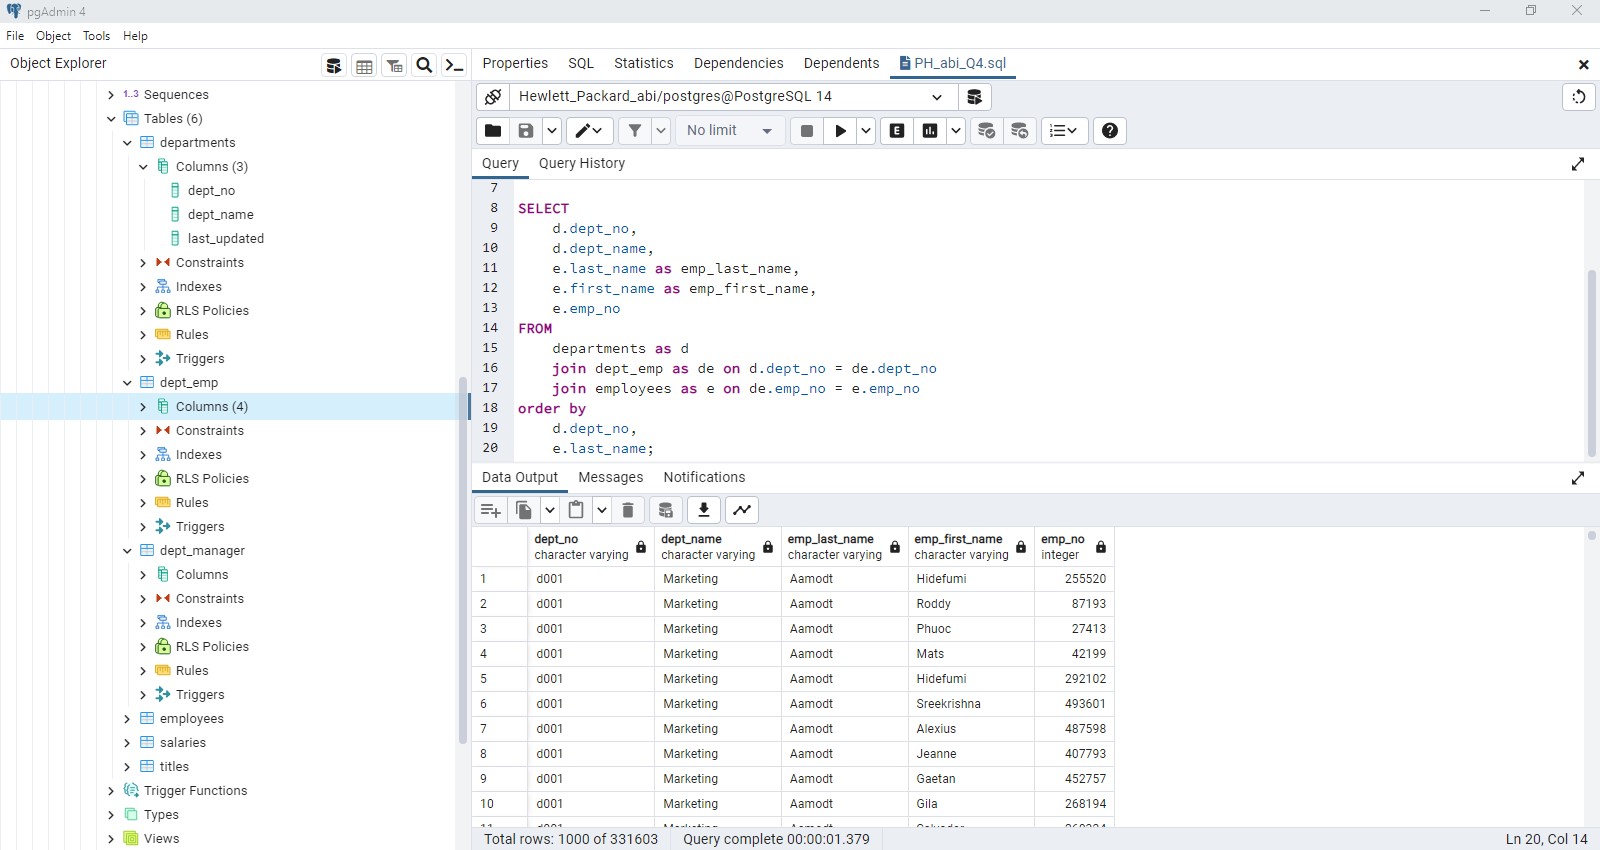 pgAdmin 4
File Object Tools Help
Object Explorer
Properties SQL Statistics Dependencies Dependents PH_abi_Q4.sql
1..3 Sequences
Tables (6)
departments
Columns (3)
dept_no
dept_name
last_updated
Constraints
Indexes
RLS Policies
Rules
Triggers
dept_emp
Columns (4)
Constraints
Indexes
RLS Policies
Rules
Triggers
dept_manager
Columns
Constraints
Indexes
RLS Policies
Rules
Triggers
employees
salaries
titles
Trigger Functions
Types
Views
Hewlett_Packard_abi/postgres@PostgreSQL 14
No limit
E
Query Query History
7
8 SELECT
9 d.dept_no,
10 d.dept_name,
11 e.last_name as emp_last_name,
12 e.first_name as emp_first_name,
13 e.emp_no
14 FROM
15 departments as d
16 join dept_emp as de on d.dept_no = de.dept_no
17 join employees as e on de.emp_no = e.emp_no
18 order by
19 d.dept_no,
20 e.last_name;
Data Output Messages Notifications
dept_no dept_name emp_last_name emp_first_name emp_no
character varying character varying character varying character varying integer
1 d001 Marketing Aamodt Hidefumi 255520
2 d001 Marketing Aamodt Roddy 87193
3 d001 Marketing Aamodt Phuoc 27413
4 d001 Marketing Aamodt Mats 42199
5 d001 Marketing Aamodt Hidefumi 292102
6 d001 Marketing Aamodt Sreekrishna 493601
7 d001 Marketing Aamodt Alexius 487598
8 d001 Marketing Aamodt Jeanne 407793
9 d001 Marketing Aamodt Gaetan 452757
10 d001 Marketing Aamodt Gila 268194
Total rows: 1000 of 331603 Query complete 00:00:01.379 Ln 20, Col 14